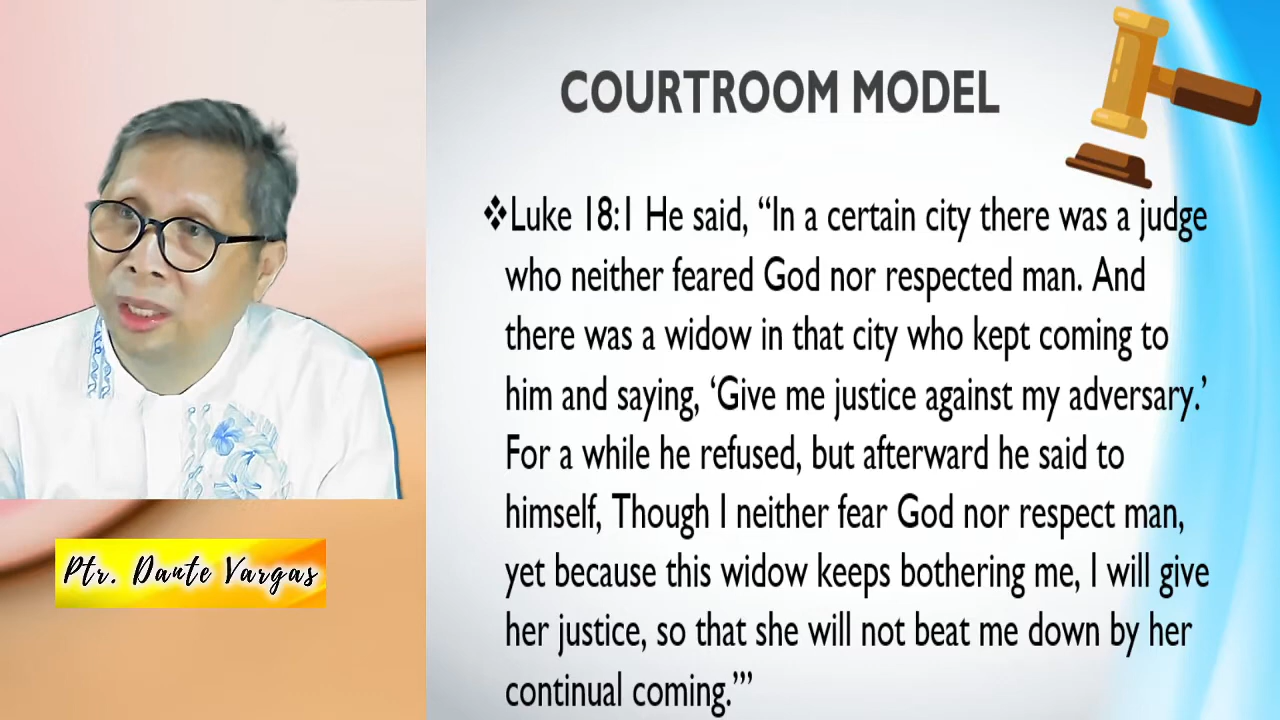 COURTROOM MODEL
❖Luke 18:1 He said, “In a certain city there was a judge
who neither feared God nor respected man. And
there was a widow in that city who kept coming to
him and saying, ‘Give me justice against my adversary.’
For a while he refused, but afterward he said to
himself, Though I neither fear God nor respect man,
yet because this widow keeps bothering me, I will give
her justice, so that she will not beat me down by her
continual coming.’”
Ptr. Dante Vargas